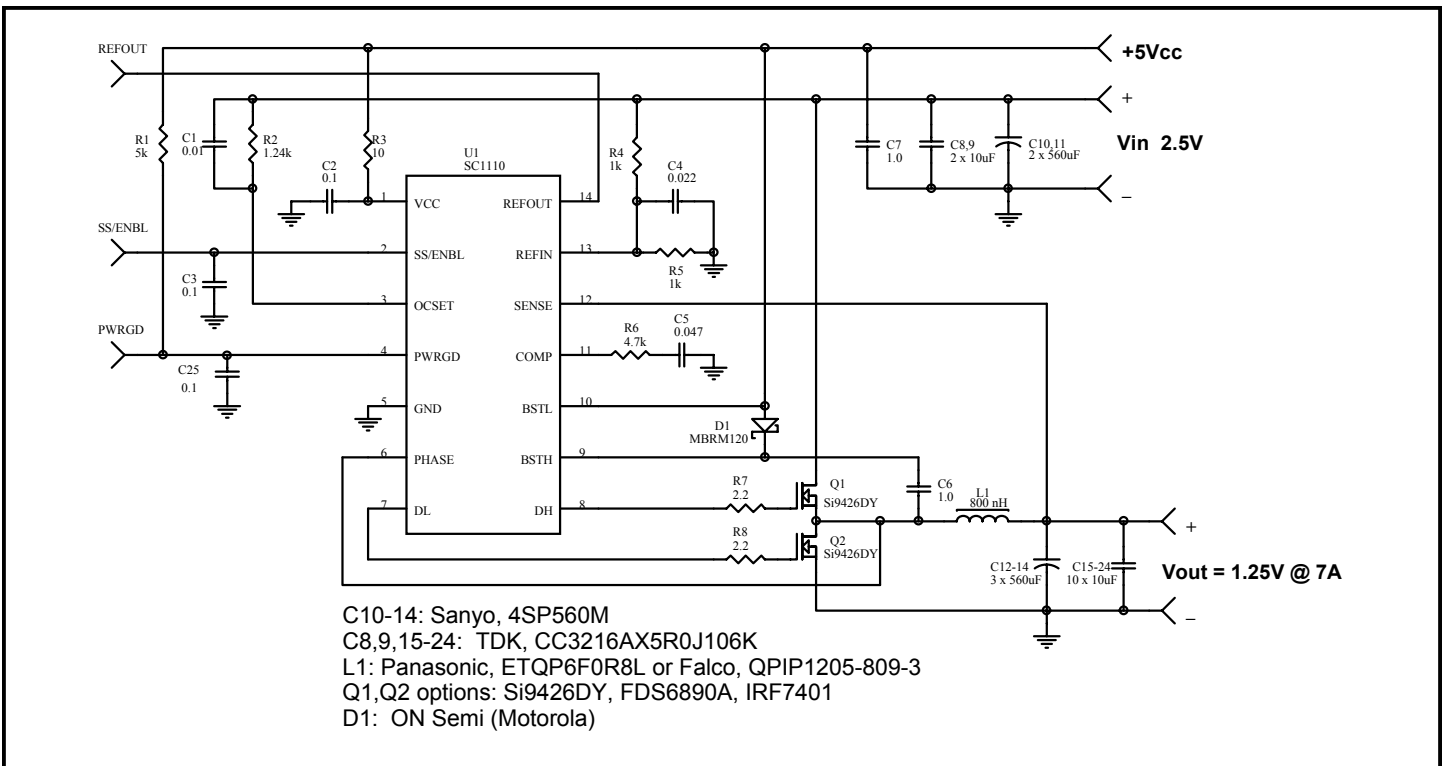 REFOUT
+5Vcc
+
Vin 2.5V
_
R1
5k
C1
0.01
R2
1.24k
R3
10
C2
0.1
U1
SC1110
R4
1k
C4
0.022
C7
1.0
C8,9
2 x 10uF
C10,11
2 x 560uF
1
VCC
REFOUT
14
SS/ENBL
2
SS/ENBL
REFIN
13
R5
1k
C3
0.1
3
OCSET
SENSE
12
PWRGD
4
PWRGD
COMP
11
R6
4.7k
C5
0.047
C25
0.1
5
GND
BSTL
10
D1
MBRM120
6
PHASE
BSTH
9
C6
1.0
L1
800 nH
7
DL
DH
8
R7
2.2
Q1
Si9426DY
R8
2.2
Q2
Si9426DY
+
C12-14
3 x 560uF
C15-24
10 x 10uF
Vout = 1.25V @ 7A
_
C10-14: Sanyo, 4SP560M
C8,9,15-24: TDK, CC3216AX5R0J106K
L1: Panasonic, ETQP6F0R8L or Falco, QPIP1205-809-3
Q1,Q2 options: Si9426DY, FDS6890A, IRF7401
D1: ON Semi (Motorola)